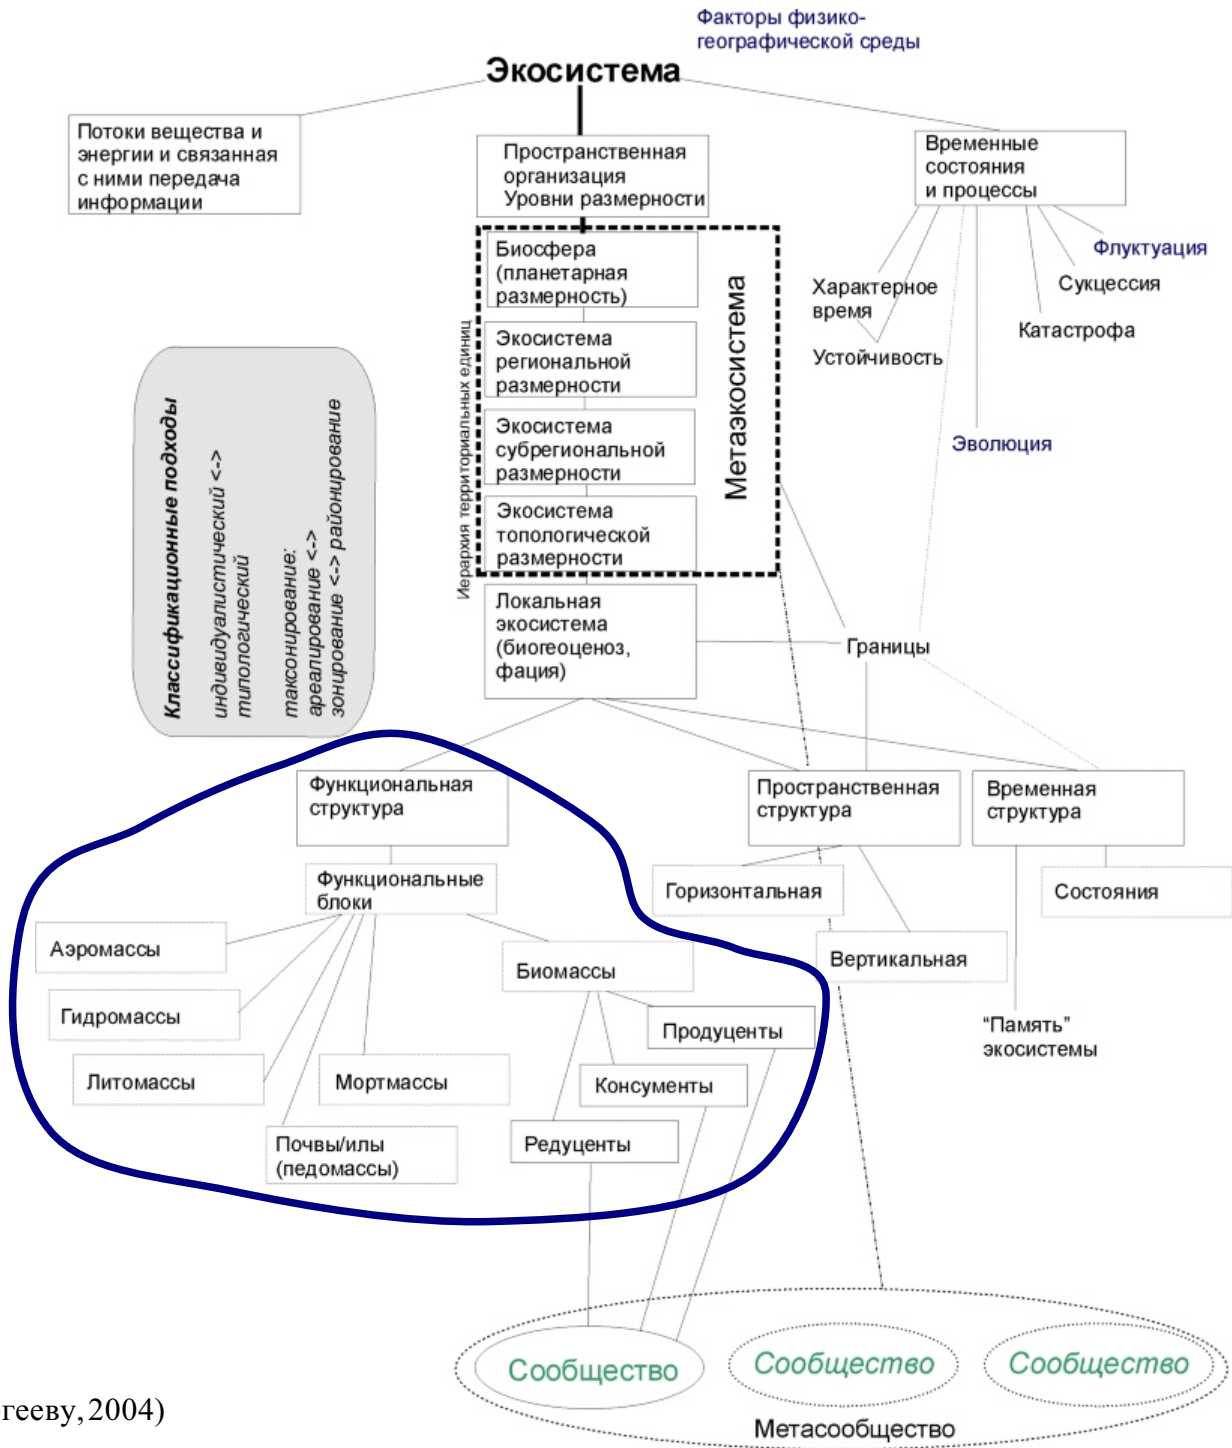 Факторы физико-
географической среды
Экосистема
Потоки вещества и
энергии и связанная
с ними передача
информации
Пространственная
организация
Уровни размерности
Временные
состояния
и процессы
Биосфера
(планетарная
размерность)
Экосистема
региональной
размерности
Экосистема
субрегиональной
размерности
Экосистема
топологической
размерности
Метаэкосистема
Иерархия территориальных единиц
Флуктуация
Сукцессия
Катастрофа
Характерное
время
Устойчивость
Эволюция
Классификационные подходы
индивидуалистический <->
типологический
таксонирование:
ареалирование <->
зонирование <-> районирование
Локальная
экосистема
(биогеоценоз,
фация)
Границы
Функциональная
структура
Пространственная
структура
Временная
структура
Функциональные
блоки
Горизонтальная
Состояния
Аэромассы
Биомассы
Вертикальная
Гидромассы
Продуценты
"Память"
экосистемы
Литомассы
Мортмассы
Консументы
Почвы/илы
(педомассы)
Редуценты
Сообщество
Сообщество
Сообщество
Метасообщество
гееву, 2004)